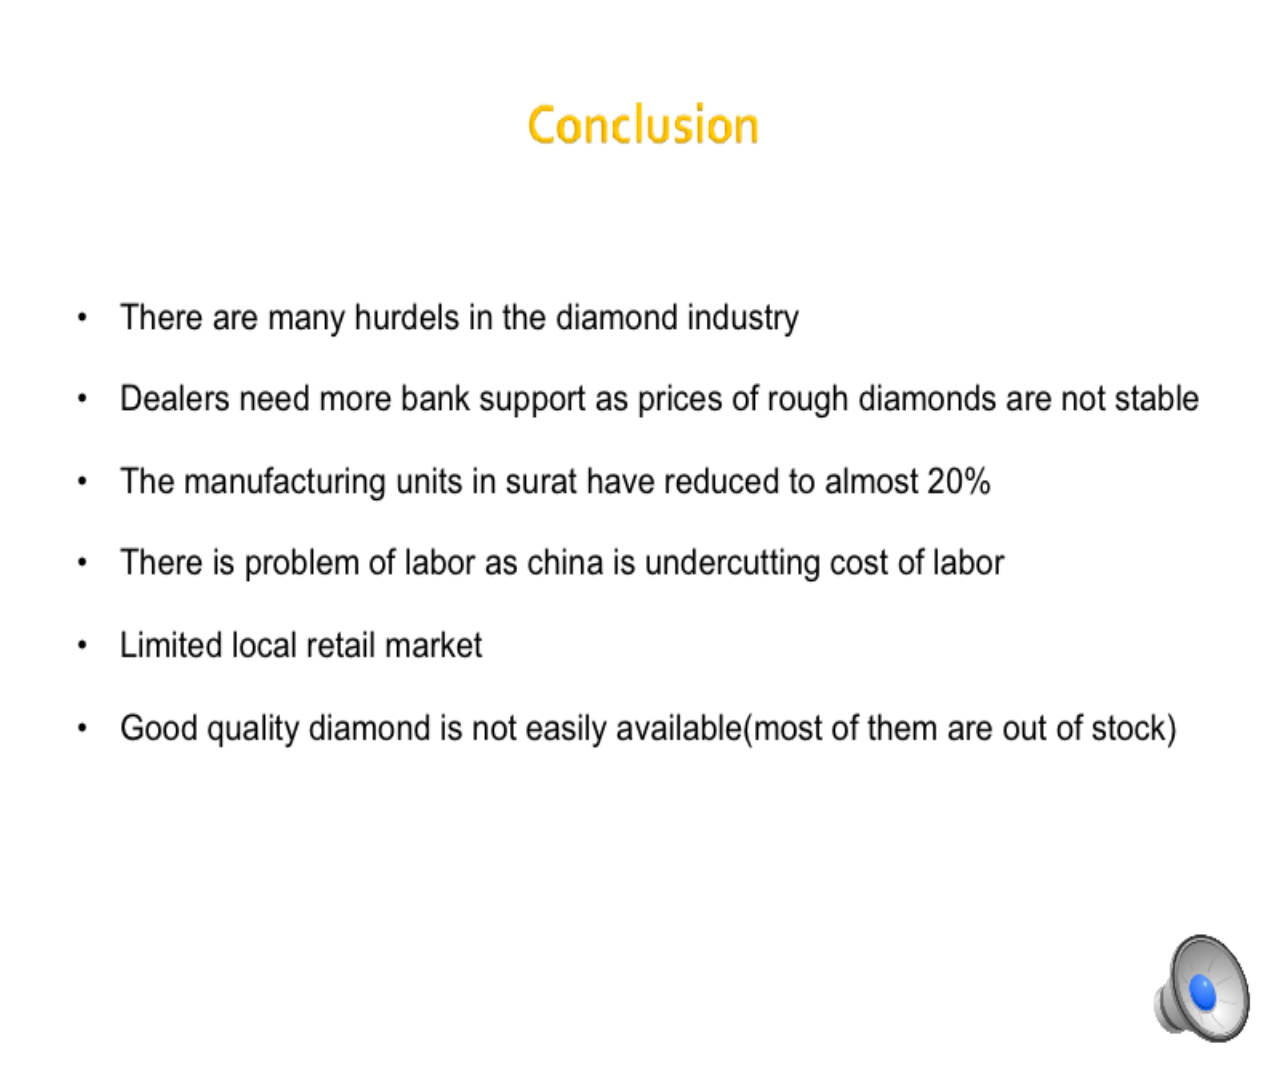 Conclusion
• There are many hurdels in the diamond industry
• Dealers need more bank support as prices of rough diamonds are not stable
• The manufacturing units in surat have reduced to almost 20%
• There is problem of labor as china is undercutting cost of labor
• Limited local retail market
• Good quality diamond is not easily available(most of them are out of stock)